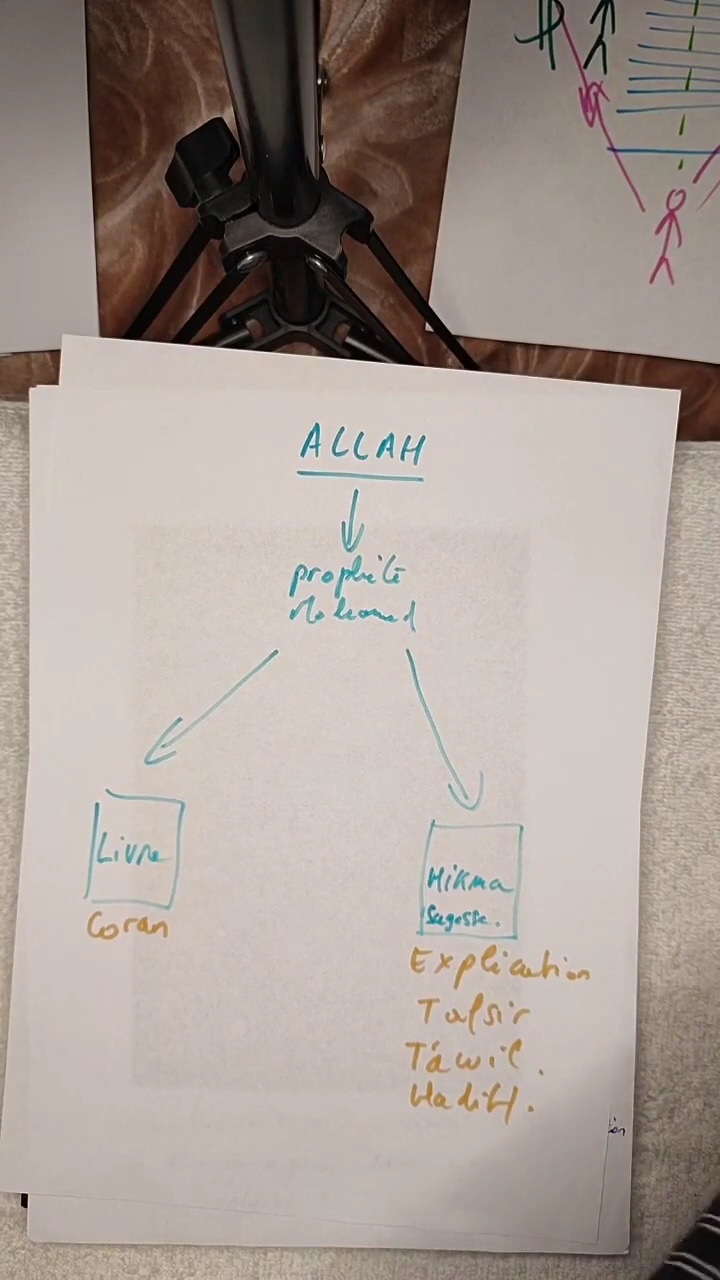 ALLAH
prophète
Mohamed
Livre
Coran
Hikma
Sagesse.
Explication
Tafsir
Táwil.
Hadith.